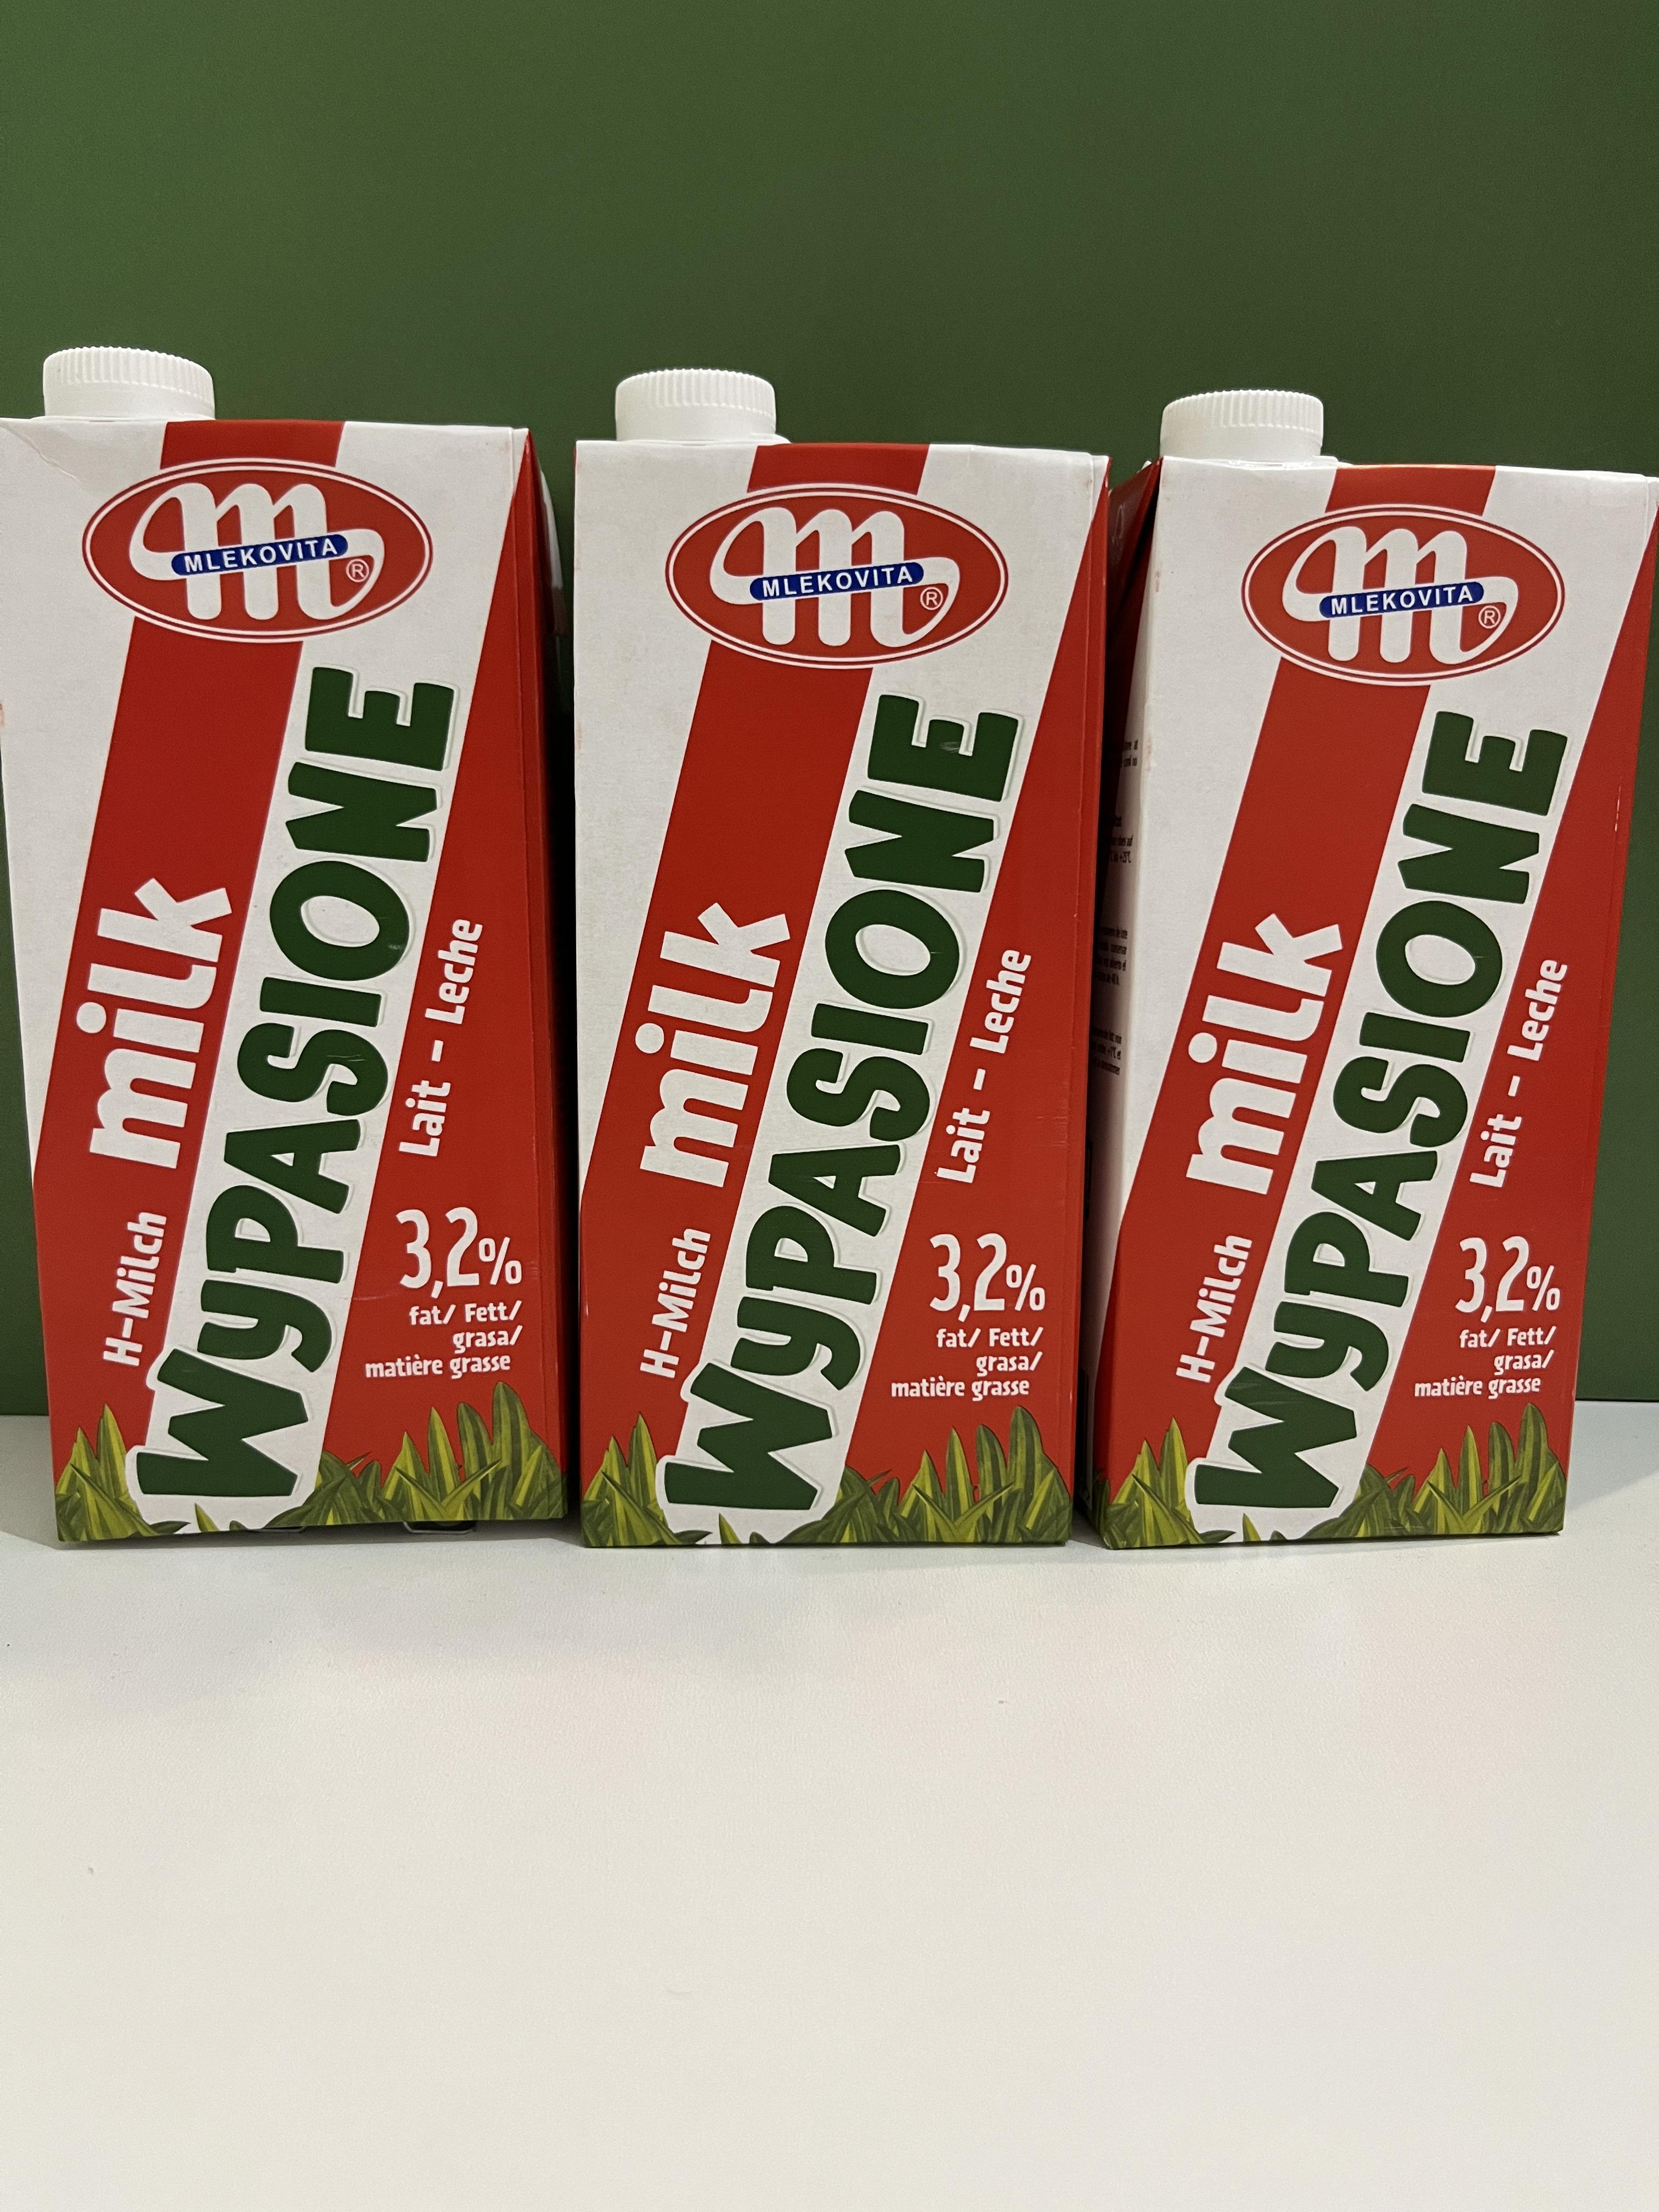 m
MLEKOVITA
®
milk
WyPASIONE
Lait - Leche
H-Milch
3,2%
fat/ Fett/
grasa/
matière grasse
m
MLEKOVITA
®
milk
WyPASIONE
Lait - Leche
H-Milch
3,2%
fat/ Fett/
grasa/
matière grasse
m
MLEKOVITA
®
milk
WyPASIONE
Lait - Leche
H-Milch
3,2%
fat/ Fett/
grasa/
matière grasse